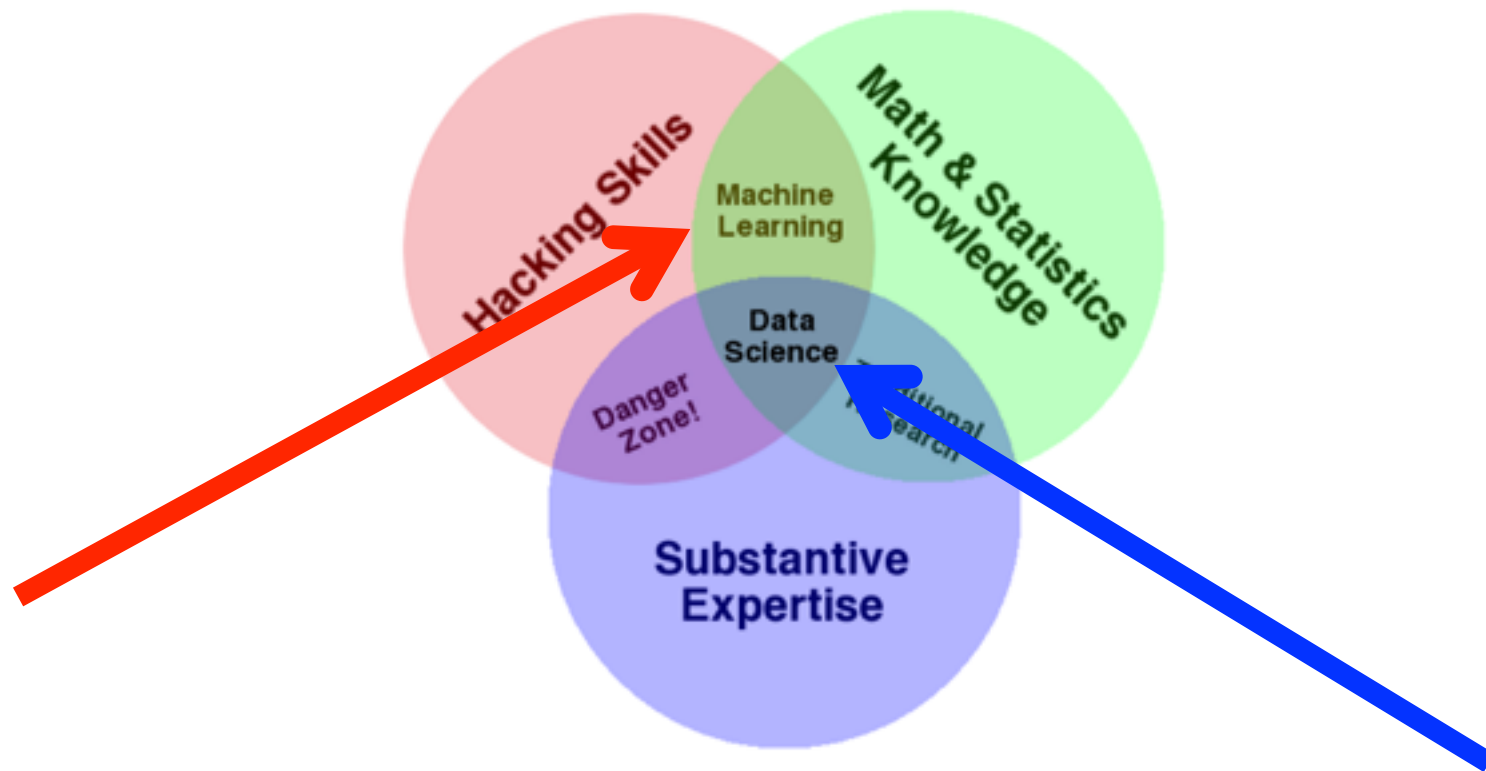 Hacking Skills
Math & Statistics
Knowledge
Machine
Learning
Data
Science
Danger
Zone!
Substantive
Expertise